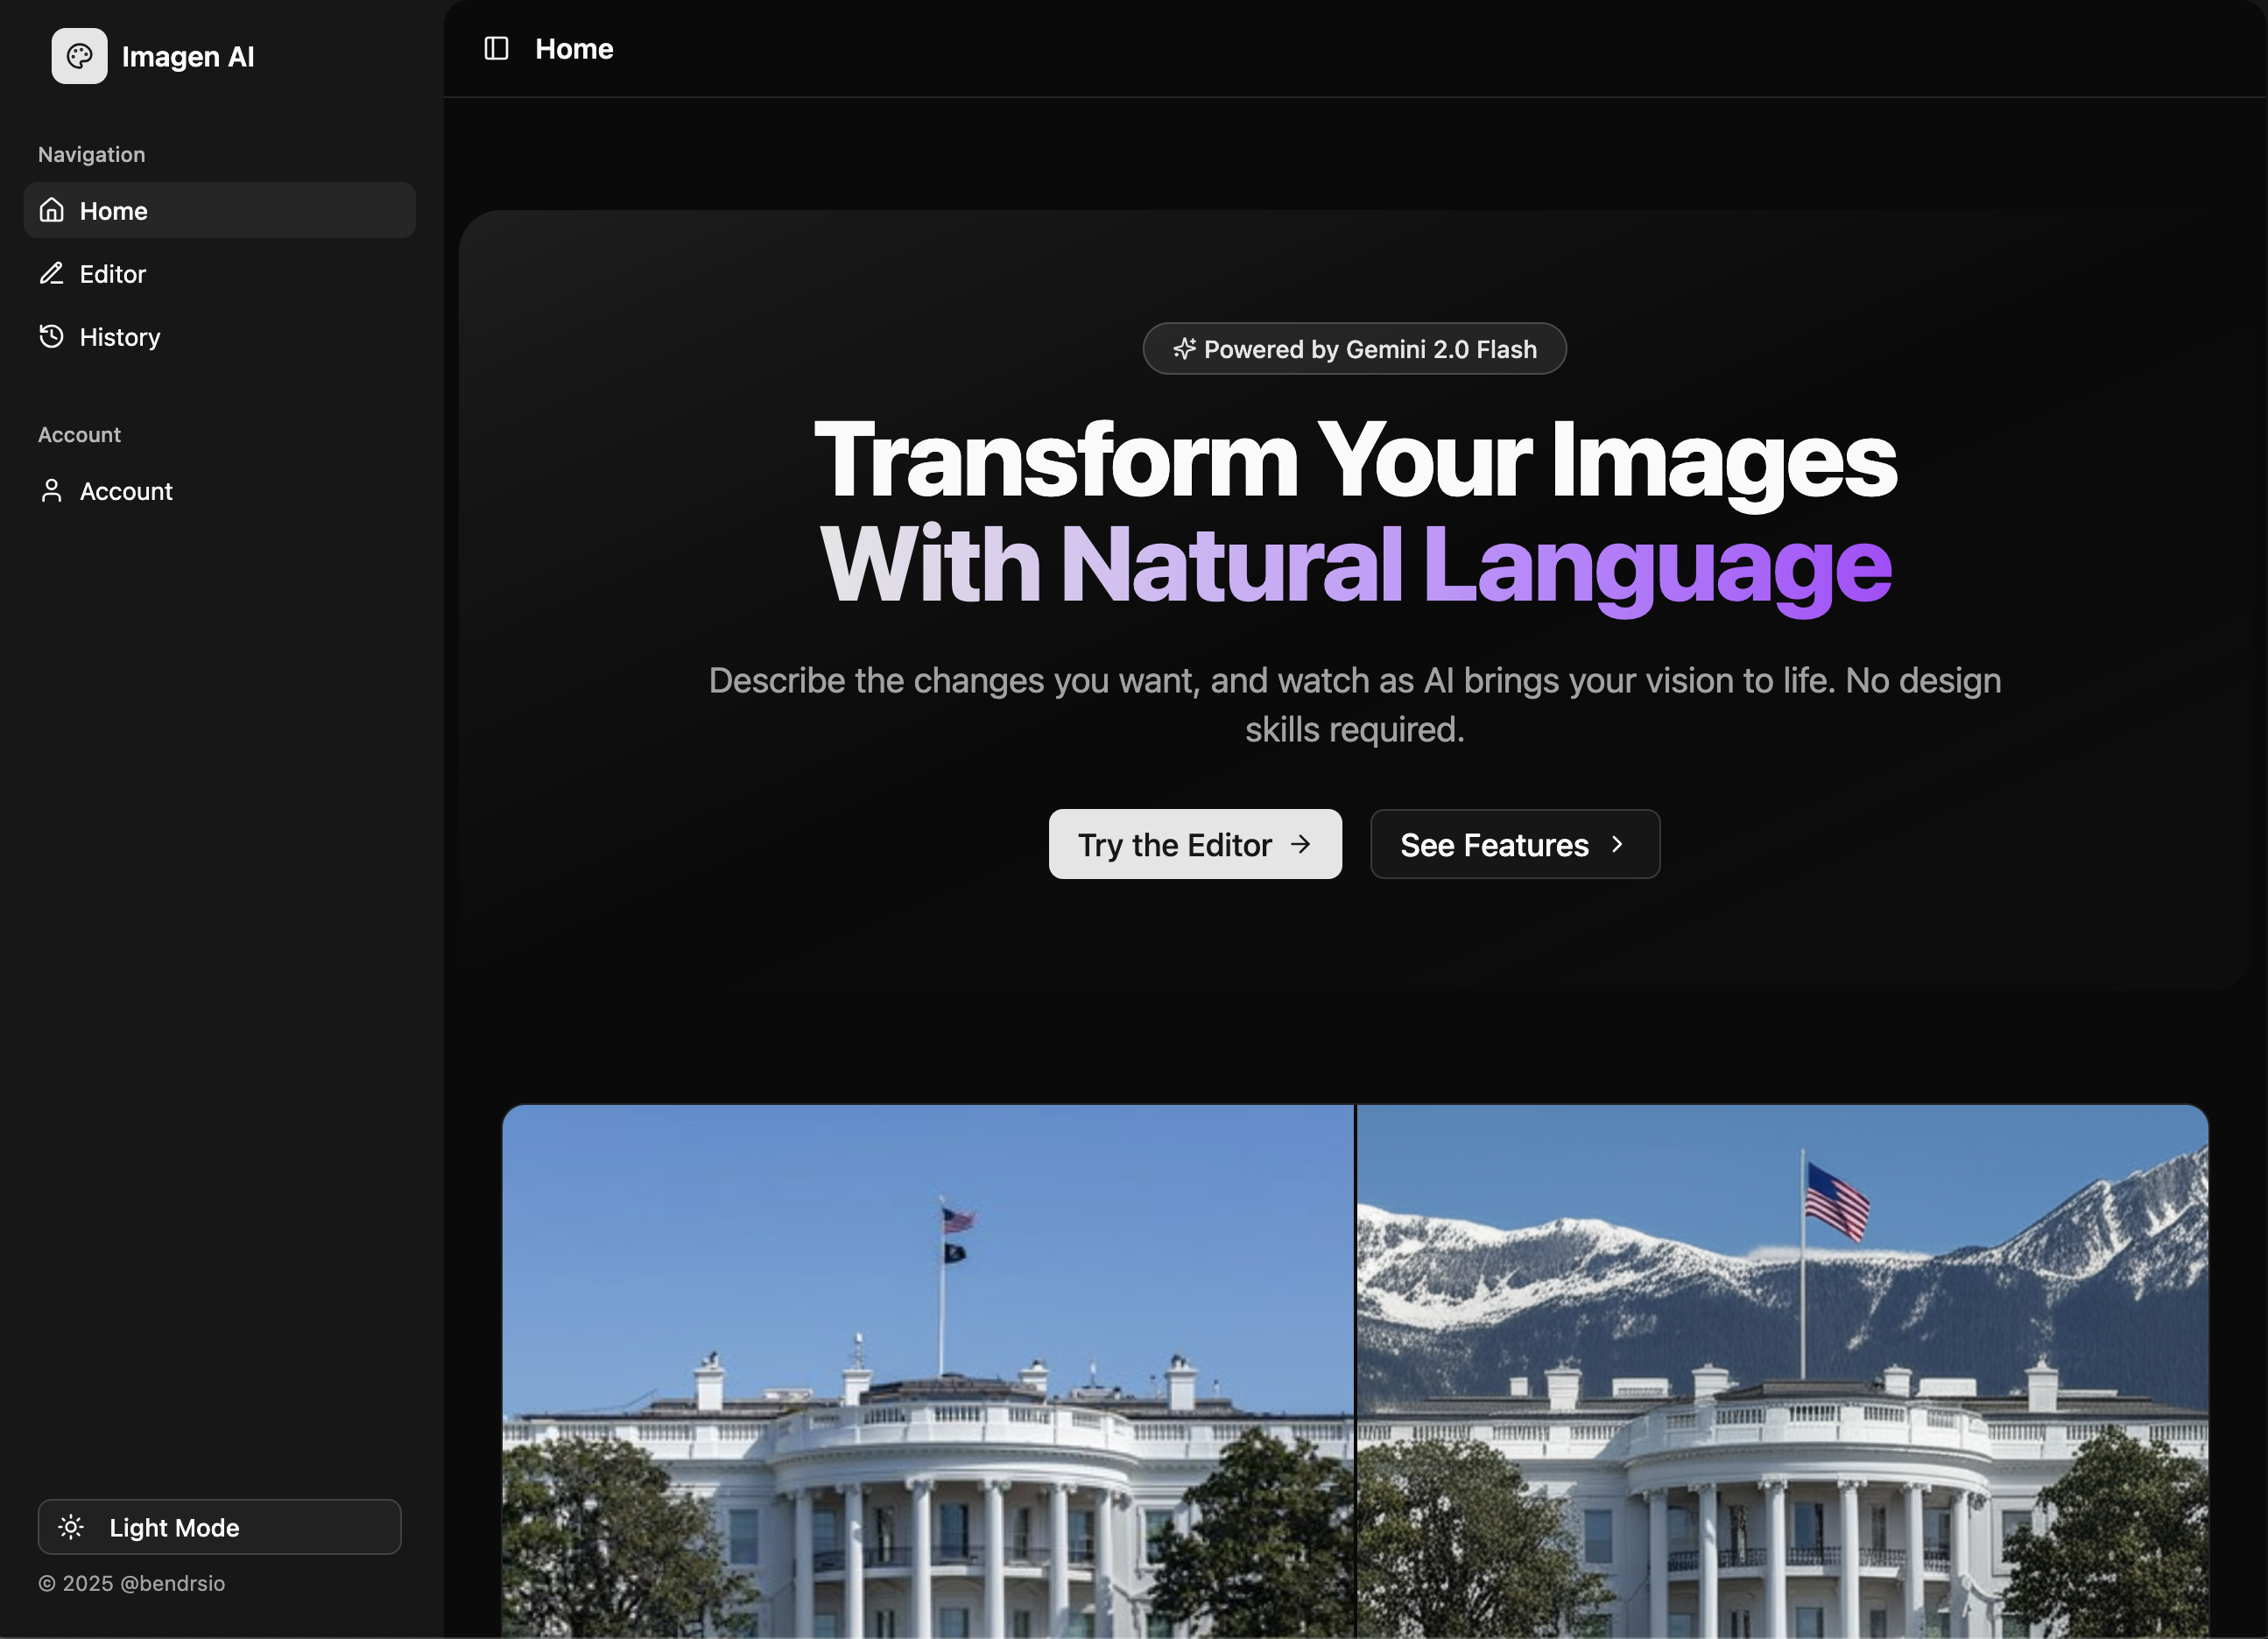 Imagen AI
Navigation
Home
Editor
History
Account
Account
Light Mode
© 2025 @bendrsio
Home
Powered by Gemini 2.0 Flash
Transform Your Images
With Natural Language
Describe the changes you want, and watch as AI brings your vision to life. No design
skills required.
Try the Editor
See Features